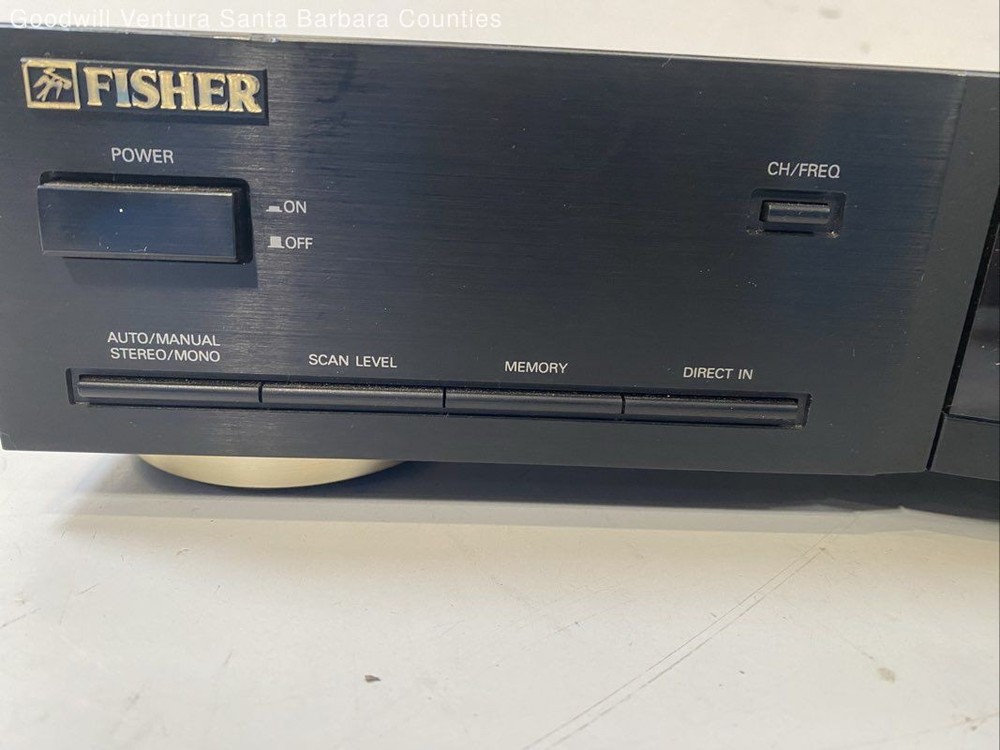 Goodwill Ventura Santa Barbara Counties
FISHER
POWER
ON
OFF
CH/FREQ
AUTO/MANUAL
STEREO/MONO
SCAN LEVEL
MEMORY
DIRECT IN